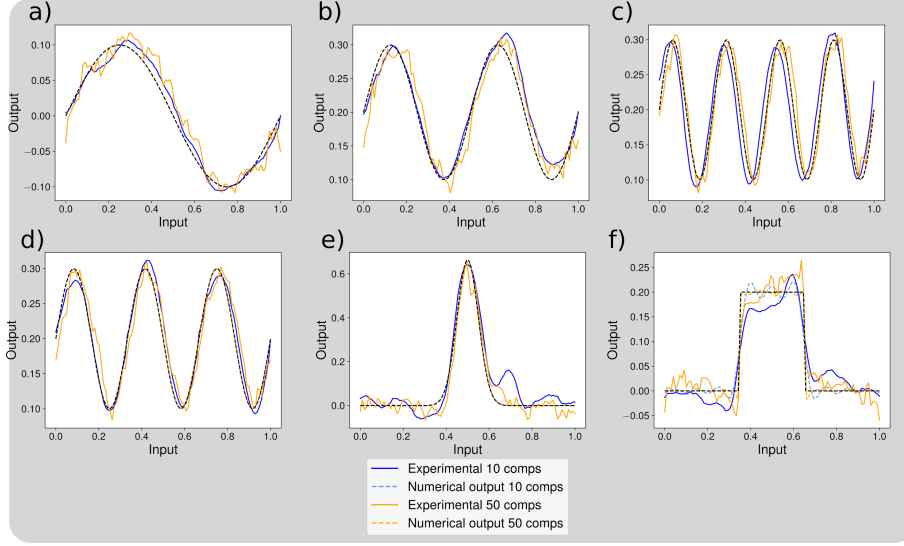 a)
b)
c)
Output
0.10
0.05
0.00
−0.05
−0.10
0.0 0.2 0.4 0.6 0.8 1.0
Input
Output
0.30
0.25
0.20
0.15
0.10
0.0 0.2 0.4 0.6 0.8 1.0
Input
Output
0.30
0.25
0.20
0.15
0.10
0.0 0.2 0.4 0.6 0.8 1.0
Input
d)
e)
f)
Output
0.30
0.25
0.20
0.15
0.10
0.0 0.2 0.4 0.6 0.8 1.0
Input
Output
0.6
0.4
0.2
0.0
0.0 0.2 0.4 0.6 0.8 1.0
Input
Output
0.25
0.20
0.15
0.10
0.05
0.00
−0.05
0.0 0.2 0.4 0.6 0.8 1.0
Input
Experimental 10 comps
Numerical output 10 comps
Experimental 50 comps
Numerical output 50 comps